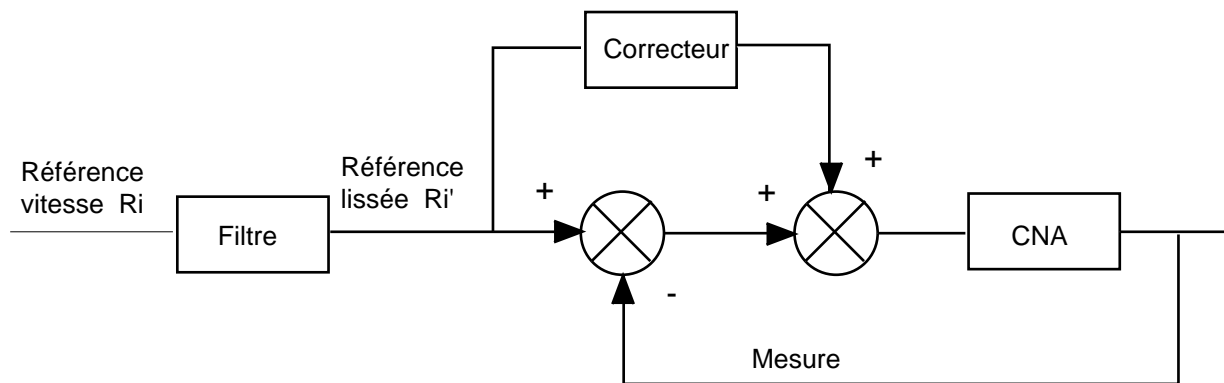 Correcteur
Référence
vitesse Ri
Référence
lissée Ri'
+
+
+
Filtre
CNA
-
Mesure